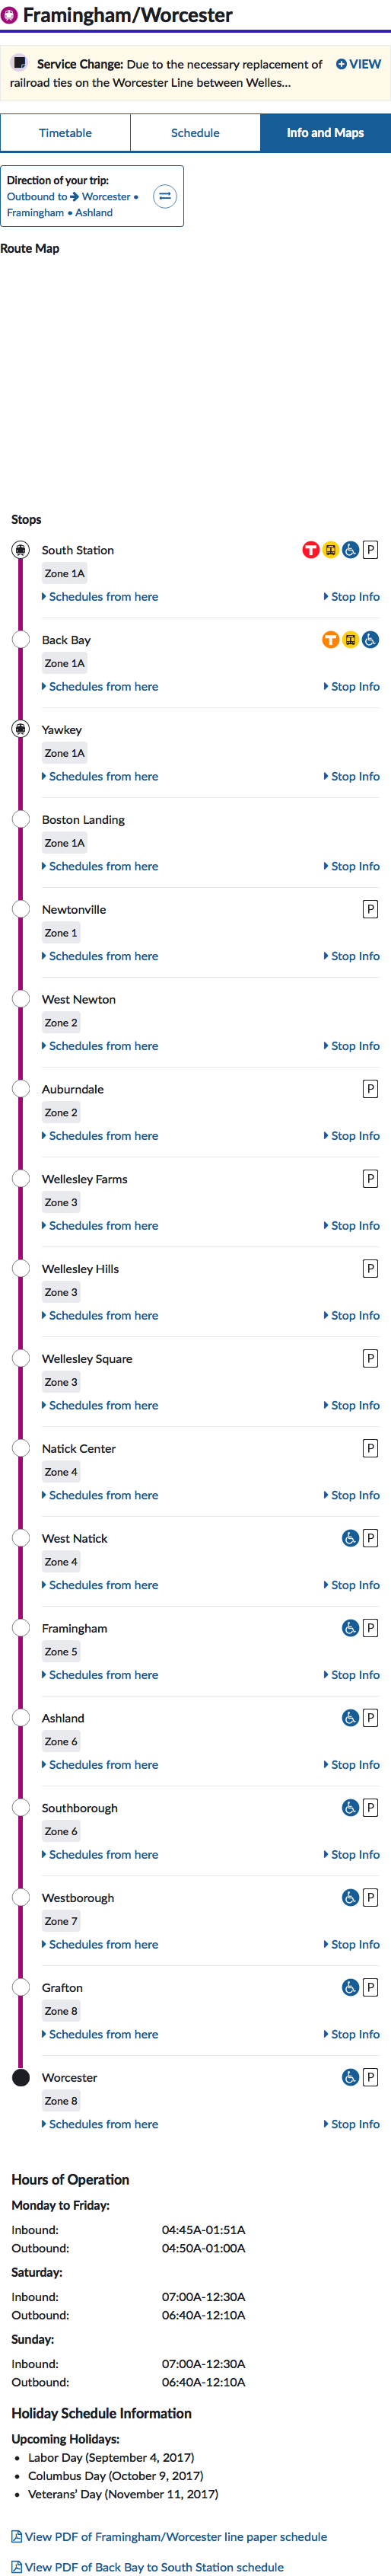 Framingham/Worcester
Service Change: Due to the necessary replacement of VIEW
railroad ties on the Worcester Line between Welles...
Timetable Schedule Info and Maps
Direction of your trip:
Outbound to → Worcester •
Framingham • Ashland
Route Map
Stops
South Station T P
Zone 1A
Schedules from here Stop Info
Back Bay T
Zone 1A
Schedules from here Stop Info
Yawkey
Zone 1A
Schedules from here Stop Info
Boston Landing
Zone 1A
Schedules from here Stop Info
Newtonville P
Zone 1
Schedules from here Stop Info
West Newton
Zone 2
Schedules from here Stop Info
Auburndale P
Zone 2
Schedules from here Stop Info
Wellesley Farms P
Zone 3
Schedules from here Stop Info
Wellesley Hills P
Zone 3
Schedules from here Stop Info
Wellesley Square P
Zone 3
Schedules from here Stop Info
Natick Center P
Zone 4
Schedules from here Stop Info
West Natick P
Zone 4
Schedules from here Stop Info
Framingham P
Zone 5
Schedules from here Stop Info
Ashland P
Zone 6
Schedules from here Stop Info
Southborough P
Zone 6
Schedules from here Stop Info
Westborough P
Zone 7
Schedules from here Stop Info
Grafton P
Zone 8
Schedules from here Stop Info
Worcester P
Zone 8
Schedules from here Stop Info
Hours of Operation
Monday to Friday:
Inbound: 04:45A-01:51A
Outbound: 04:50A-01:00A
Saturday:
Inbound: 07:00A-12:30A
Outbound: 06:40A-12:10A
Sunday:
Inbound: 07:00A-12:30A
Outbound: 06:40A-12:10A
Holiday Schedule Information
Upcoming Holidays:
• Labor Day (September 4, 2017)
• Columbus Day (October 9, 2017)
• Veterans' Day (November 11, 2017)
View PDF of Framingham/Worcester line paper schedule
View PDF of Back Bay to South Station schedule